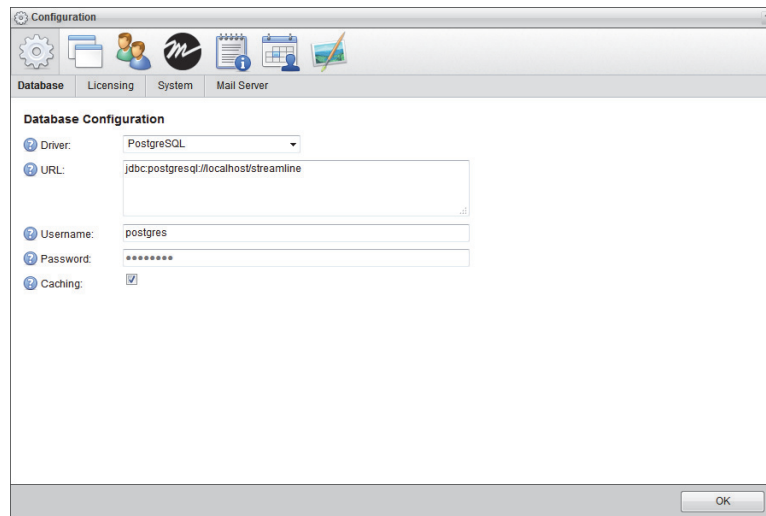 Configuration
Database Licensing System Mail Server
Database Configuration
Driver: PostgreSQL
URL: jdbc:postgresql://localhost/streamline
Username: postgres
Password: ••••••••
Caching:
OK